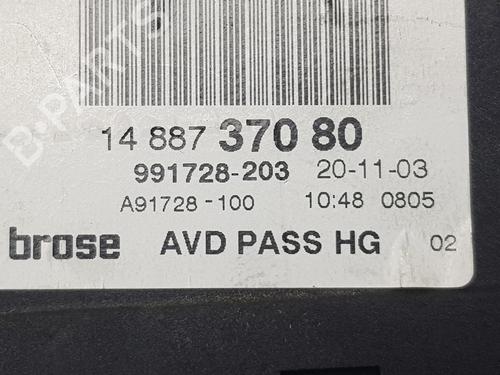 14 887 370 80
991728-203 20-11-03
A91728-100 10:48 0805
brose AVD PASS HG 02
B-PARTS